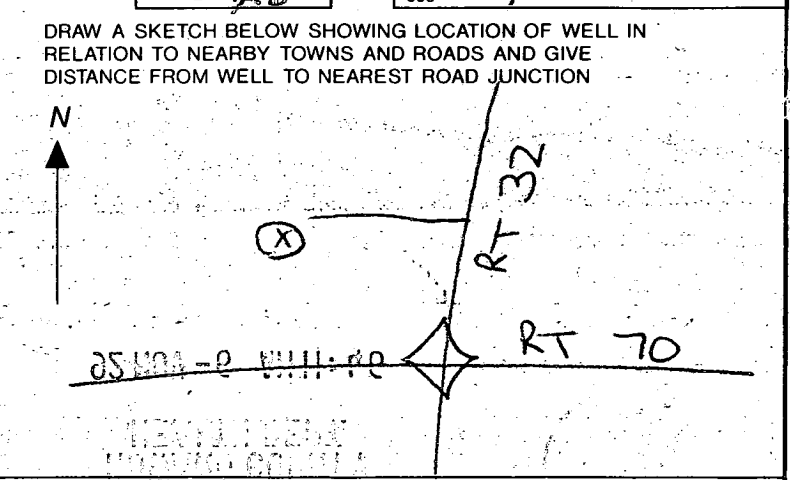 DRAW A SKETCH BELOW SHOWING LOCATION OF WELL IN
RELATION TO NEARBY TOWNS AND ROADS AND GIVE
DISTANCE FROM WELL TO NEAREST ROAD JUNCTION
N
RT 32
X
RT 70